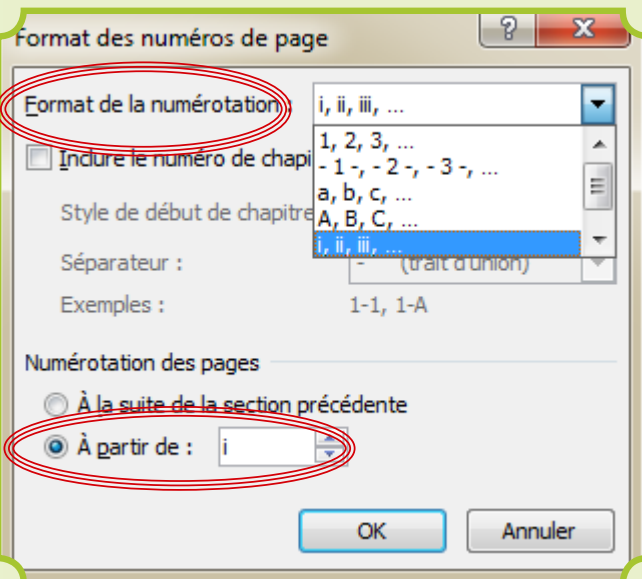 Format des numéros de page
Format de la numérotation : i, ii, iii, ...
1, 2, 3, ...
Inclure le numéro de chapi
- 1 -, - 2 -, - 3 -, ...
a, b, c, ...
Style de début de chapitre
A, B, C, ...
i, ii, iii, ...
Séparateur : - (trait d'union)
Exemples : 1-1, 1-A
Numérotation des pages
À la suite de la section précédente
À partir de : i
OK Annuler